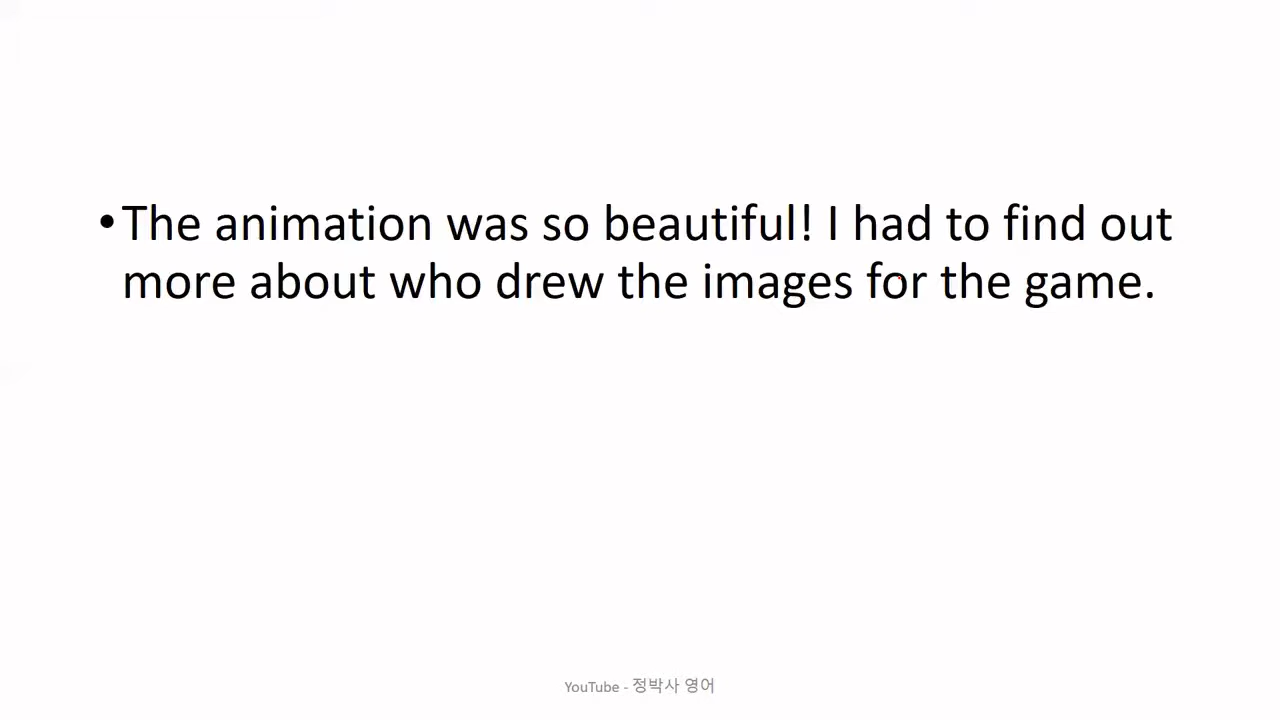 •The animation was so beautiful! I had to find out
more about who drew the images for the game.
YouTube - 정박사 영어